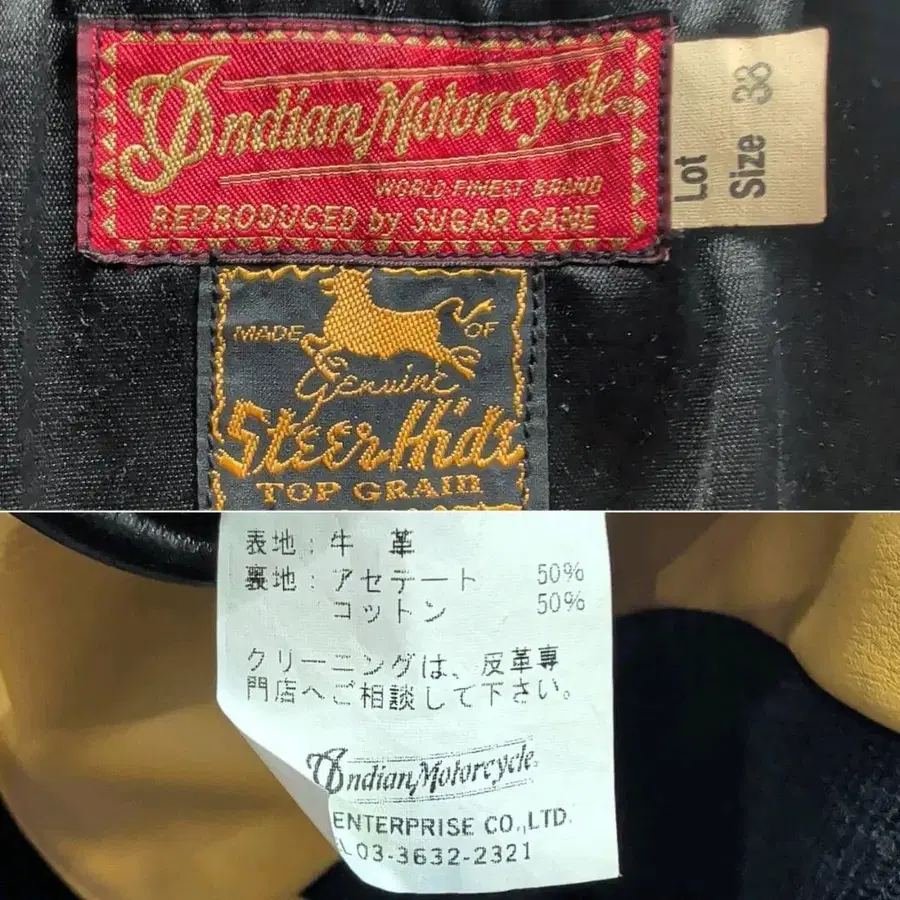 Indian Motorcycle
WORLD FINEST BRAND
REPRODUCED by SUGAR CANE
Lot
Size 38
MADE OF
Genuine
Steer Hide
TOP GRAIN
表地: 牛 革
裏地: アセテート 50%
コットン 50%
クリーニングは、皮革専
門店へご相談して下さい。
Indian Motorcycle
ENTERPRISE CO.,LTD.
03-3632-2321